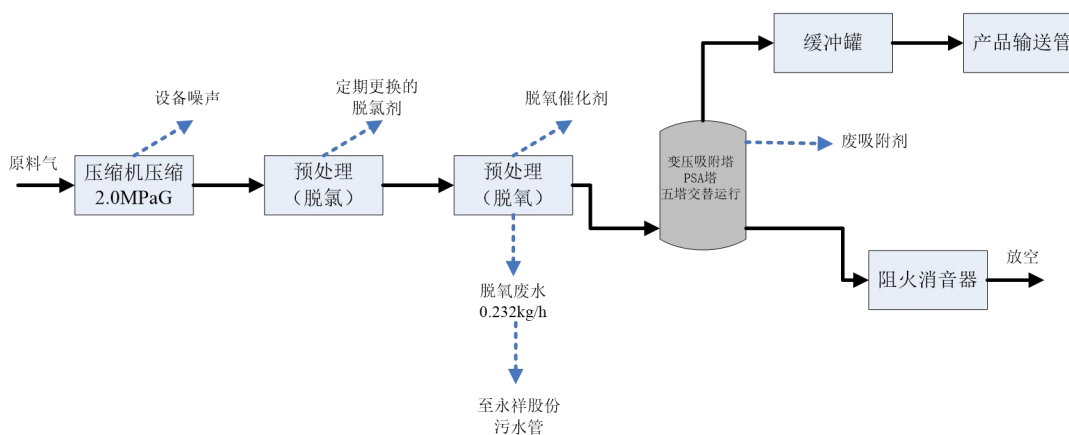 缓冲罐
产品输送管
设备噪声
定期更换的
脱氯剂
脱氧催化剂
废吸附剂
原料气
压缩机压缩
2.0MPaG
预处理
（脱氯）
预处理
（脱氧）
变压吸附塔
PSA塔
五塔交替运行
阻火消音器
放空
脱氧废水
0.232kg/h
至永祥股份
污水管